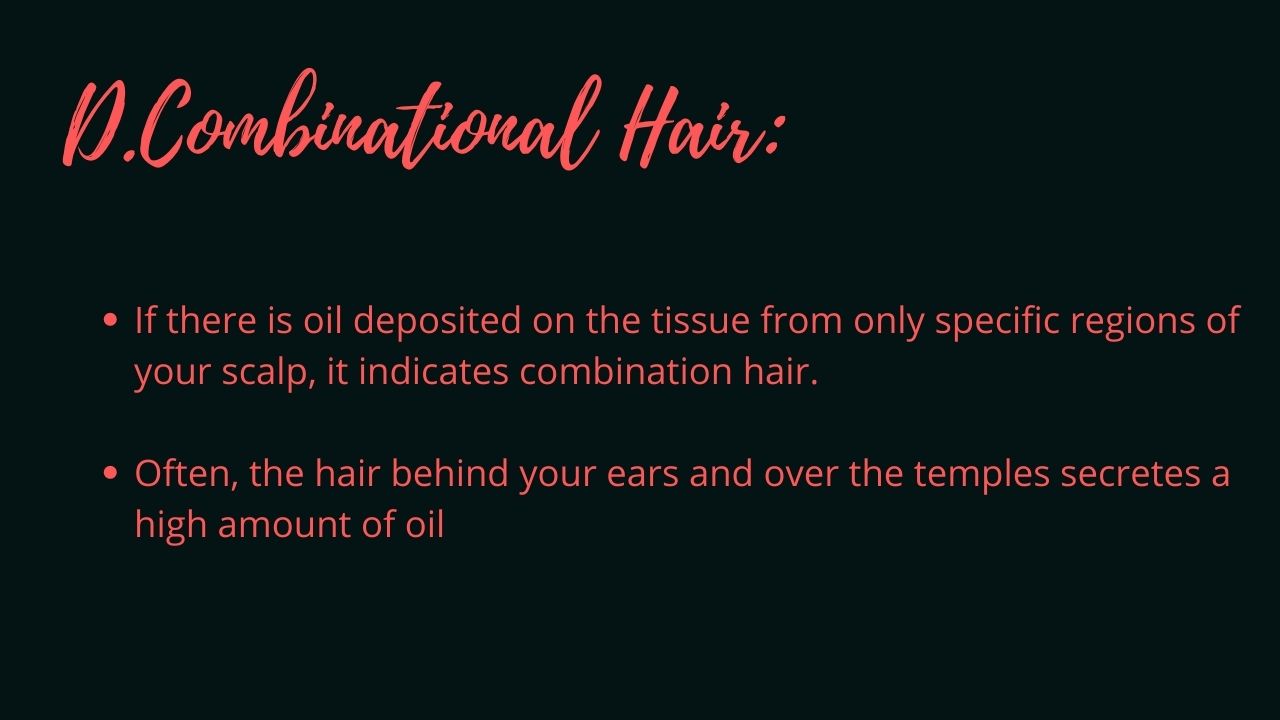 D.Combinational Hair:
• If there is oil deposited on the tissue from only specific regions of
your scalp, it indicates combination hair.
• Often, the hair behind your ears and over the temples secretes a
high amount of oil